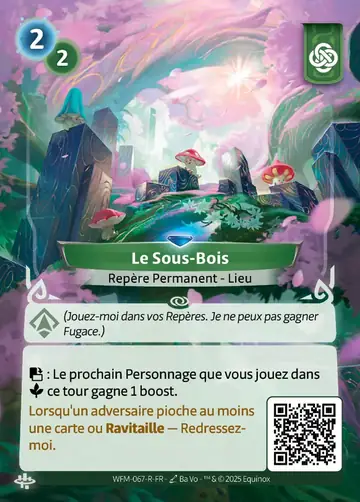 2
2
Le Sous-Bois
Repère Permanent - Lieu
(Jouez-moi dans vos Repères. Je ne peux pas gagner
Fugace.)
: Le prochain Personnage que vous jouez dans
ce tour gagne 1 boost.
Lorsqu'un adversaire pioche au moins
une carte ou Ravitaille — Redressez-
moi.
WFM-067-R-FR - Ba Vo - ™ & © 2025 Equinox